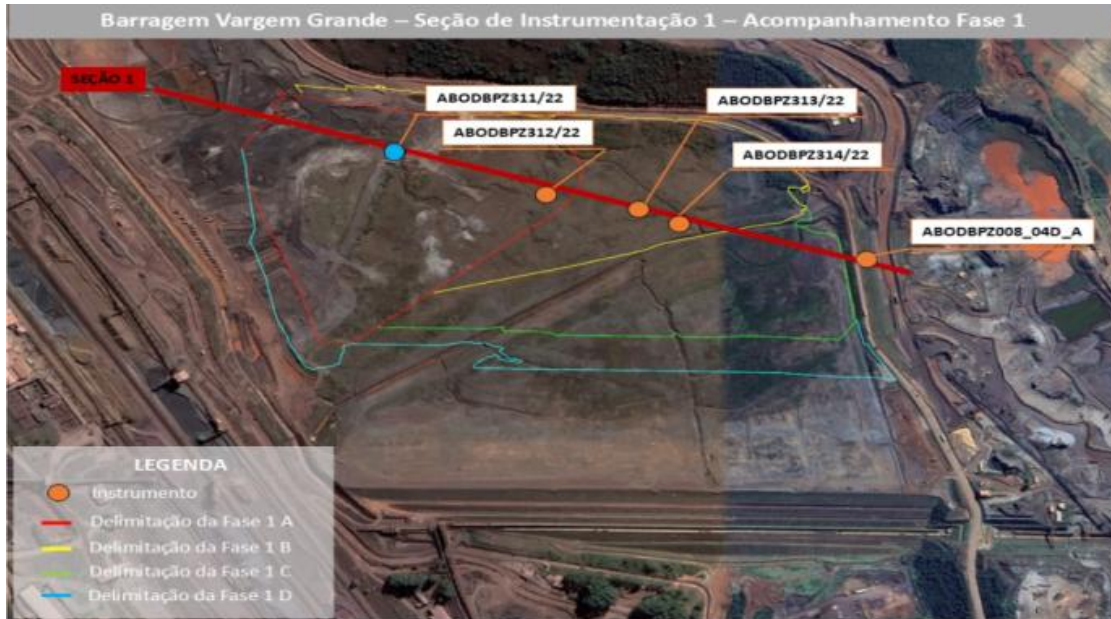 Barragem Vargem Grande – Seção de Instrumentação 1 – Acompanhamento Fase 1
SEÇÃO 1
ABODBPZ311/22
ABODBPZ313/22
ABODBPZ312/22
ABODBPZ314/22
ABODBPZ008_04D_A
LEGENDA
Instrumento
Delimitação da Fase 1 A
Delimitação da Fase 1 B
Delimitação da Fase 1 C
Delimitação da Fase 1 D